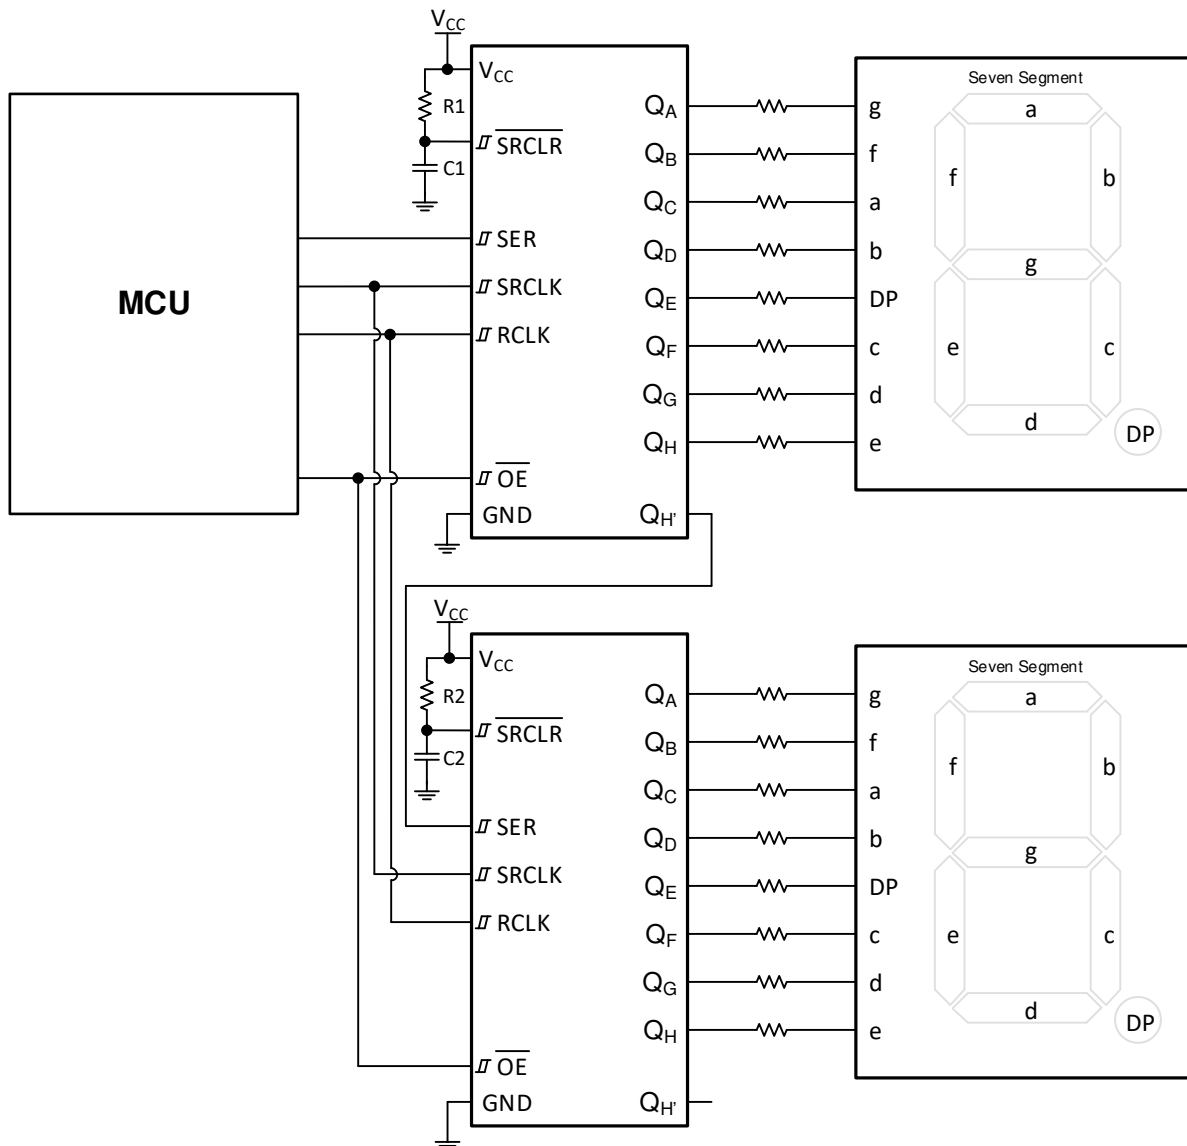 VCC
VCC
R1
SRCLR
C1
SER
SRCLK
RCLK
OE
GND
MCU
QA
QB
QC
QD
QE
QF
QG
QH
QH'
g
f
a
b
DP
c
d
e
Seven Segment
a
f
b
g
e
c
d
DP
VCC
VCC
R2
SRCLR
C2
SER
SRCLK
RCLK
OE
GND
QA
QB
QC
QD
QE
QF
QG
QH
QH'
g
f
a
b
DP
c
d
e
Seven Segment
a
f
b
g
e
c
d
DP